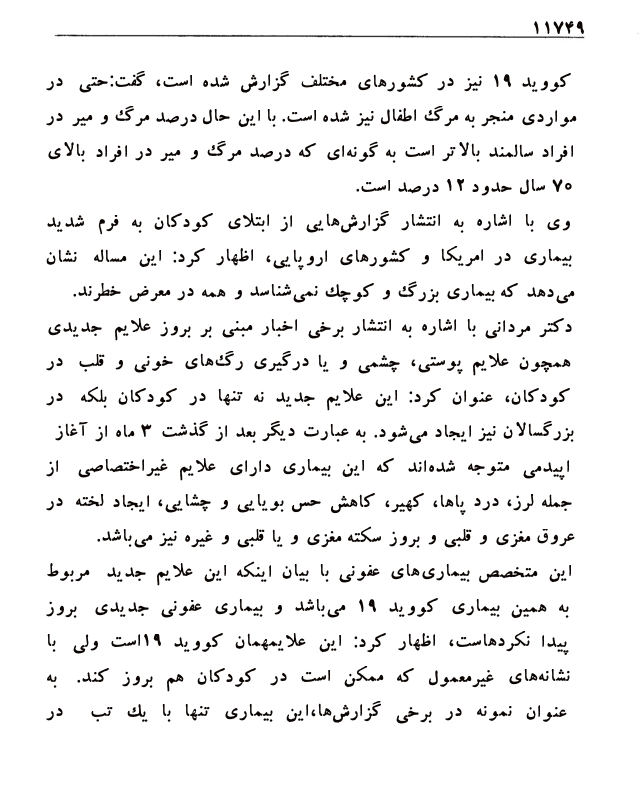 ۱۱۷۴۹
کووید ۱۹ نیز در کشورهای مختلف گزارش شده است، گفت:حتی در
مواردی منجر به مرگ اطفال نیز شده است. با این حال درصد مرگ و میر در
افراد سالمند بالاتر است به گونه‌ای که درصد مرگ و میر در افراد بالای
۷۰ سال حدود ۱۲ درصد است.
وی با اشاره به انتشار گزارش‌هایی از ابتلای کودکان به فرم شدید
بیماری در امریکا و کشورهای اروپایی، اظهار کرد: این مساله نشان
می‌دهد که بیماری بزرگ و کوچک نمی‌شناسد و همه در معرض خطرند.
دکتر مردانی با اشاره به انتشار برخی اخبار مبنی بر بروز علایم جدیدی
همچون علایم پوستی، چشمی و یا درگیری رگ‌های خونی و قلب در
کودکان، عنوان کرد: این علایم جدید نه تنها در کودکان بلکه در
بزرگسالان نیز ایجاد می‌شود. به عبارت دیگر بعد از گذشت ۳ ماه از آغاز
اپیدمی متوجه شده‌اند که این بیماری دارای علایم غیراختصاصی از
جمله لرز، درد پاها، کهیر، کاهش حس بویایی و چشایی، ایجاد لخته در
عروق مغزی و قلبی و بروز سکته مغزی و یا قلبی و غیره نیز می‌باشد.
این متخصص بیماری‌های عفونی با بیان اینکه این علایم جدید مربوط
به همین بیماری کووید ۱۹ می‌باشد و بیماری عفونی جدیدی بروز
پیدا نکردهاست، اظهار کرد: این علایمهمان کووید ۱۹است ولی با
نشانه‌های غیرمعمول که ممکن است در کودکان هم بروز کند. به
عنوان نمونه در برخی گزارش‌ها،این بیماری تنها با یک تب در